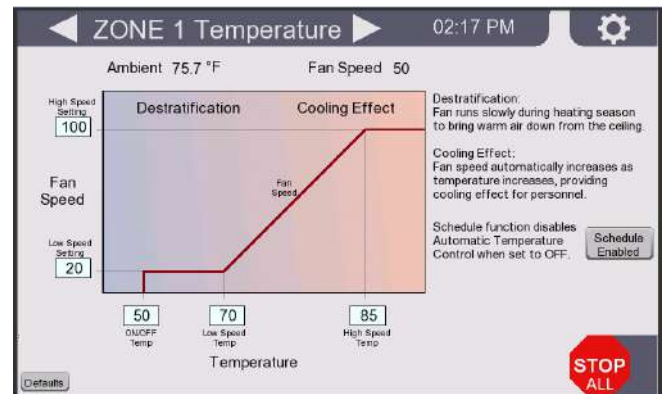 ZONE 1 Temperature
02:17 PM
Ambient 75.7 °F
Fan Speed 50
High Speed
Setting
100
Destratification
Cooling Effect
Fan
Speed
Fan
Speed
Low Speed
Setting
20
50
70
85
ON/OFF
Temp
Low Speed
Temp
High Speed
Temp
Temperature
Destratification:
Fan runs slowly during heating season
to bring warm air down from the ceiling.
Cooling Effect:
Fan speed automatically increases as
temperature increases, providing
cooling effect for personnel.
Schedule function disables
Automatic Temperature
Control when set to OFF.
Schedule
Enabled
Defaults
STOP
ALL